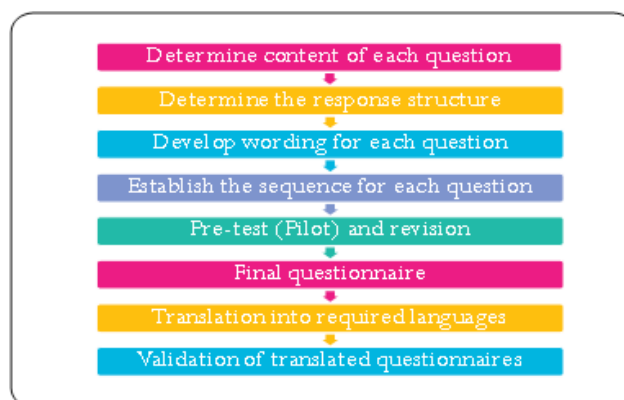 Determine content of each question
Determine the response structure
Develop wording for each question
Establish the sequence for each question
Pre-test (Pilot) and revision
Final questionnaire
Translation into required languages
Validation of translated questionnaires